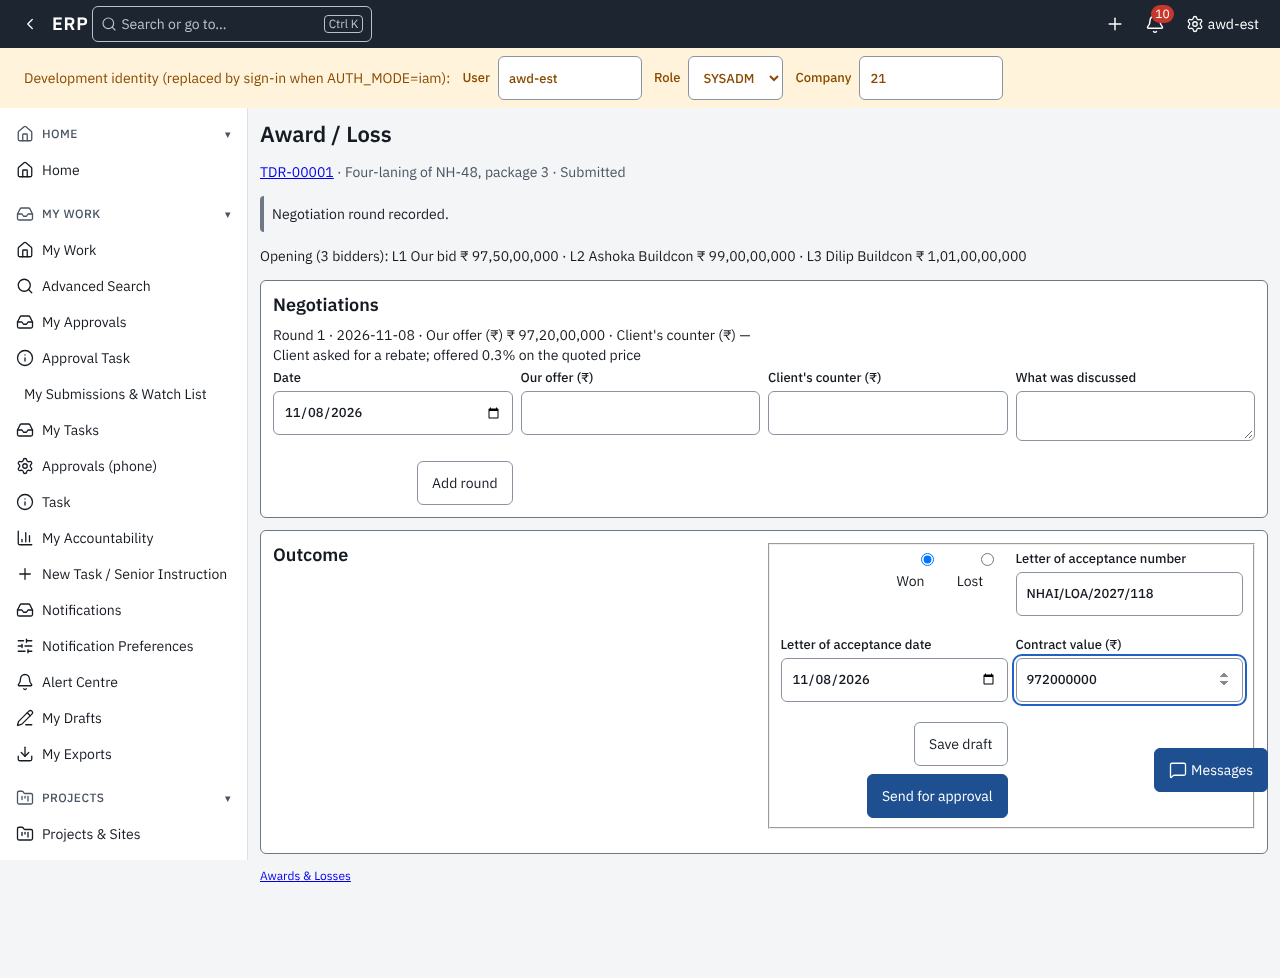 ERP
Search or go to...
Ctrl K
10
awd-est
Development identity (replaced by sign-in when AUTH_MODE=iam):
User
awd-est
Role
SYSADM
Company
21
HOME
Home
MY WORK
My Work
Advanced Search
My Approvals
Approval Task
My Submissions & Watch List
My Tasks
Approvals (phone)
Task
My Accountability
New Task / Senior Instruction
Notifications
Notification Preferences
Alert Centre
My Drafts
My Exports
PROJECTS
Projects & Sites
Award / Loss
TDR-00001 · Four-laning of NH-48, package 3 · Submitted
Negotiation round recorded.
Opening (3 bidders): L1 Our bid ₹ 97,50,00,000 · L2 Ashoka Buildcon ₹ 99,00,00,000 · L3 Dilip Buildcon ₹ 1,01,00,00,000
Negotiations
Round 1 · 2026-11-08 · Our offer (₹) ₹ 97,20,00,000 · Client's counter (₹) —
Client asked for a rebate; offered 0.3% on the quoted price
Date
Our offer (₹)
Client's counter (₹)
What was discussed
11/08/2026
Add round
Outcome
Won
Lost
Letter of acceptance number
NHAI/LOA/2027/118
Letter of acceptance date
Contract value (₹)
11/08/2026
972000000
Save draft
Send for approval
Messages
Awards & Losses